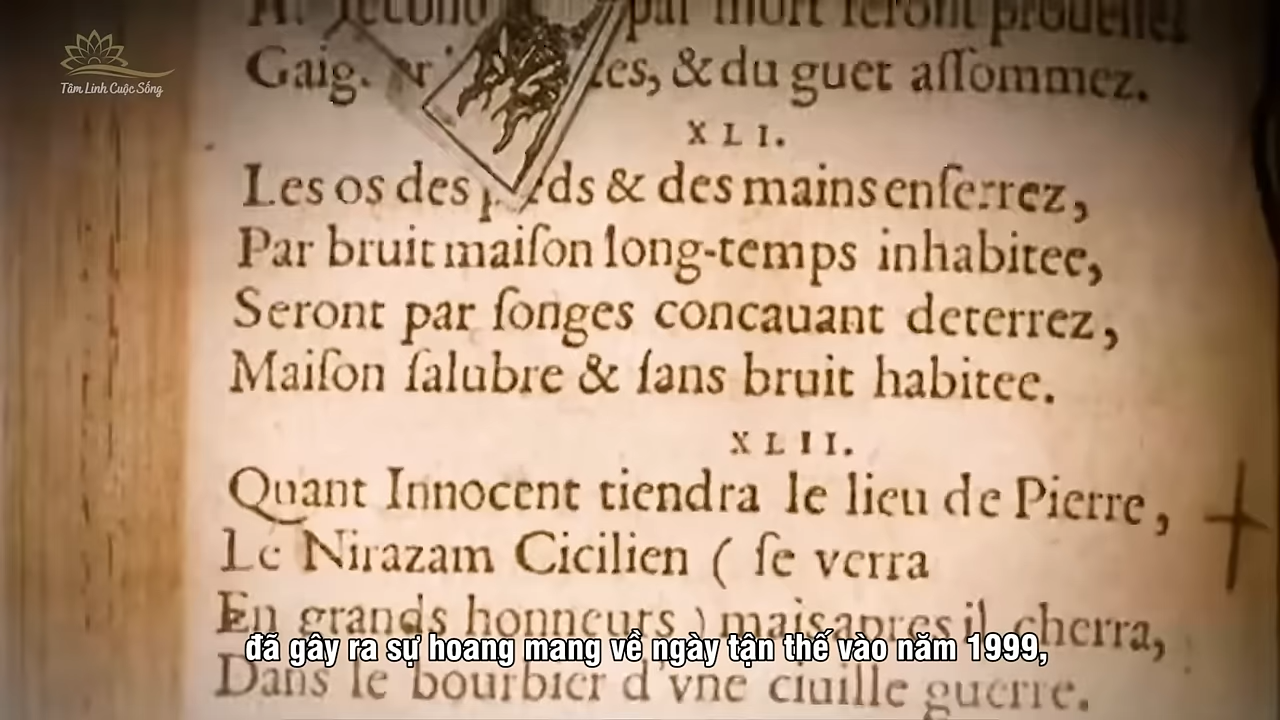 Tâm Linh Cuộc Sống
par mort seront
Gaig. & du guet aſſommez.
XLI.
Les os des & des mains enſerrez,
Par bruit maiſon long-temps inhabitee,
Seront par ſonges concauant deterrez,
Maiſon ſalubre & ſans bruit habitee.
XLII.
Quant Innocent tiendra le lieu de Pierre,
Le Nirazam Cicilien ( ſe verra
En grands honneurs ) mais apres il cherra,
đã gây ra sự hoang mang về ngày tận thế vào năm 1999,
Dans le bourbier d'vne ciuille guerre.